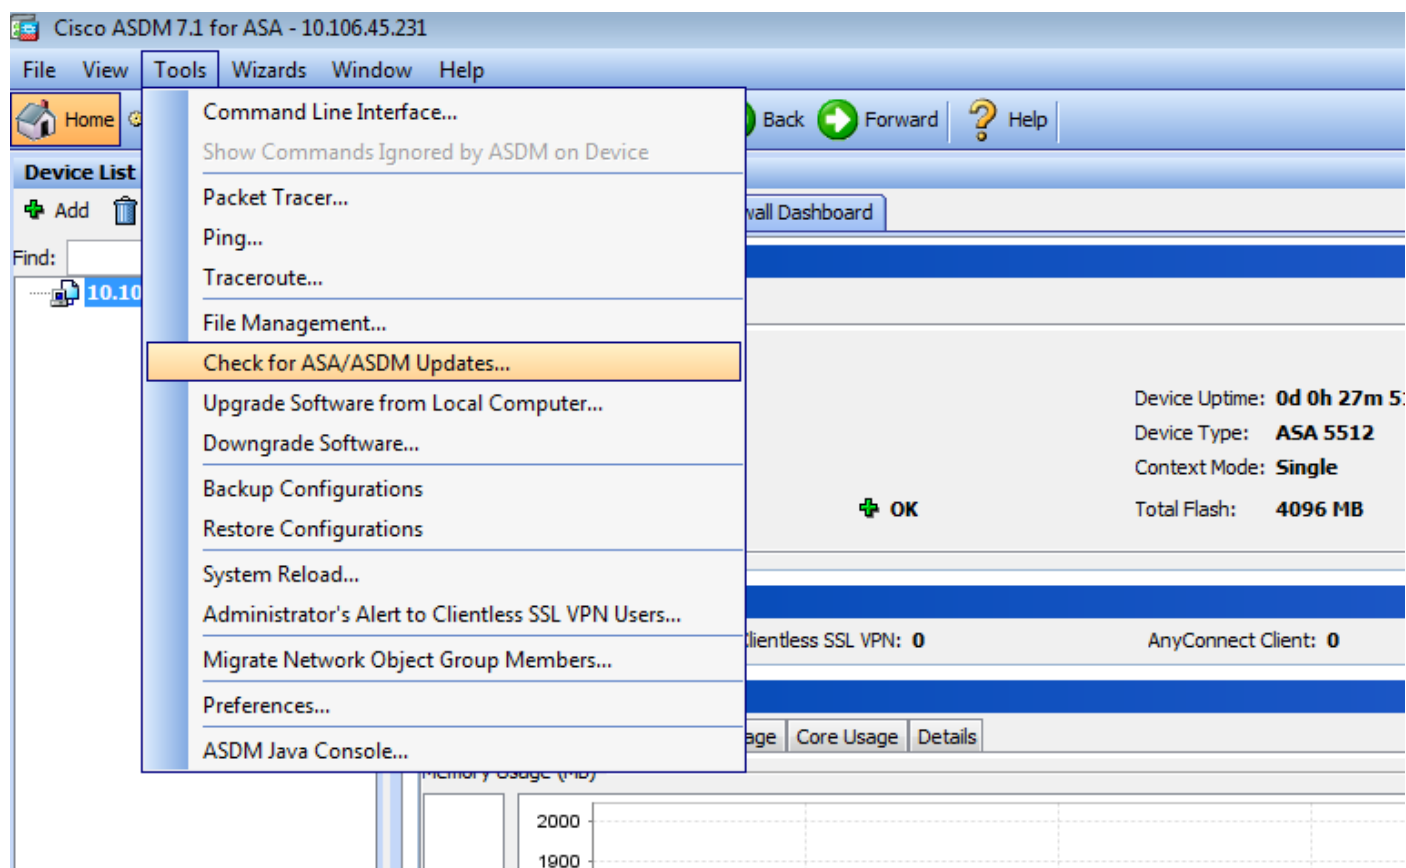 Cisco ASDM 7.1 for ASA - 10.106.45.231
File View Tools Wizards Window Help
Home Back Forward Help
Command Line Interface...
Show Commands Ignored by ASDM on Device
Packet Tracer...
Ping...
Traceroute...
File Management...
Check for ASA/ASDM Updates...
Upgrade Software from Local Computer...
Downgrade Software...
Backup Configurations
Restore Configurations
System Reload...
Administrator's Alert to Clientless SSL VPN Users...
Migrate Network Object Group Members...
Preferences...
ASDM Java Console...
Device List
Add
Find:
10.10
wall Dashboard
Device Uptime: 0d 0h 27m 51
Device Type: ASA 5512
Context Mode: Single
OK
Total Flash: 4096 MB
Clientless SSL VPN: 0 AnyConnect Client: 0
age Core Usage Details
Memory Usage (MB)
2000
1900